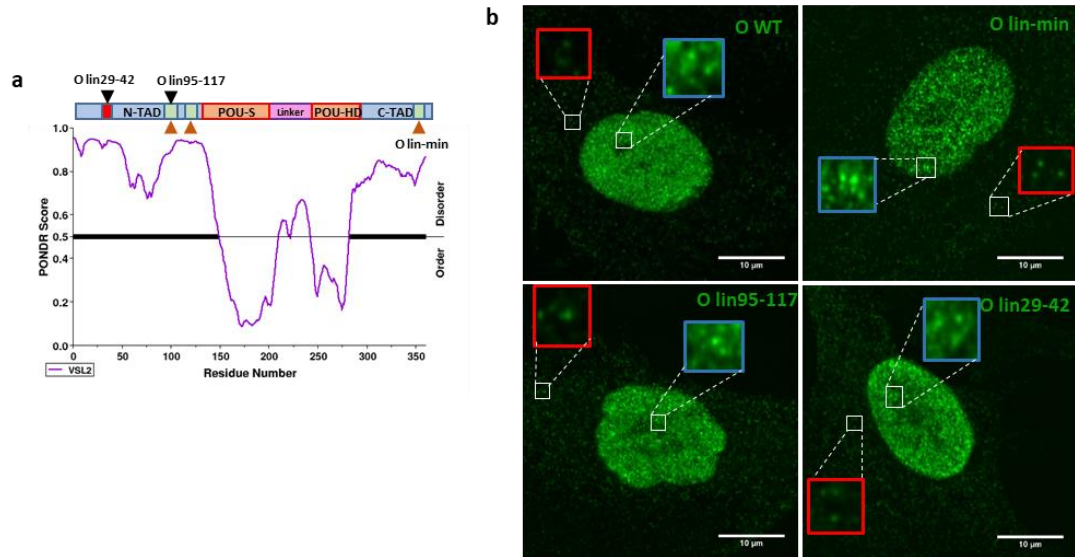 a
O lin29-42
O lin95-117
N-TAD
POU-S
Linker
POU-HD
C-TAD
O lin-min
1.0
0.8
0.6
0.5
0.4
0.2
0.0
PONDR Score
Disorder
Order
0
50
100
150
200
250
300
350
Residue Number
VSL2
b
O WT
10 µm
O lin-min
10 µm
O lin95-117
10 µm
O lin29-42
10 µm